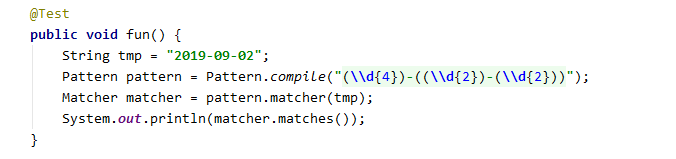 @Test
public void fun() {
    String tmp = "2019-09-02";
    Pattern pattern = Pattern.compile("(\\d{4})-((\\d{2})-(\\d{2}))");
    Matcher matcher = pattern.matcher(tmp);
    System.out.println(matcher.matches());
}